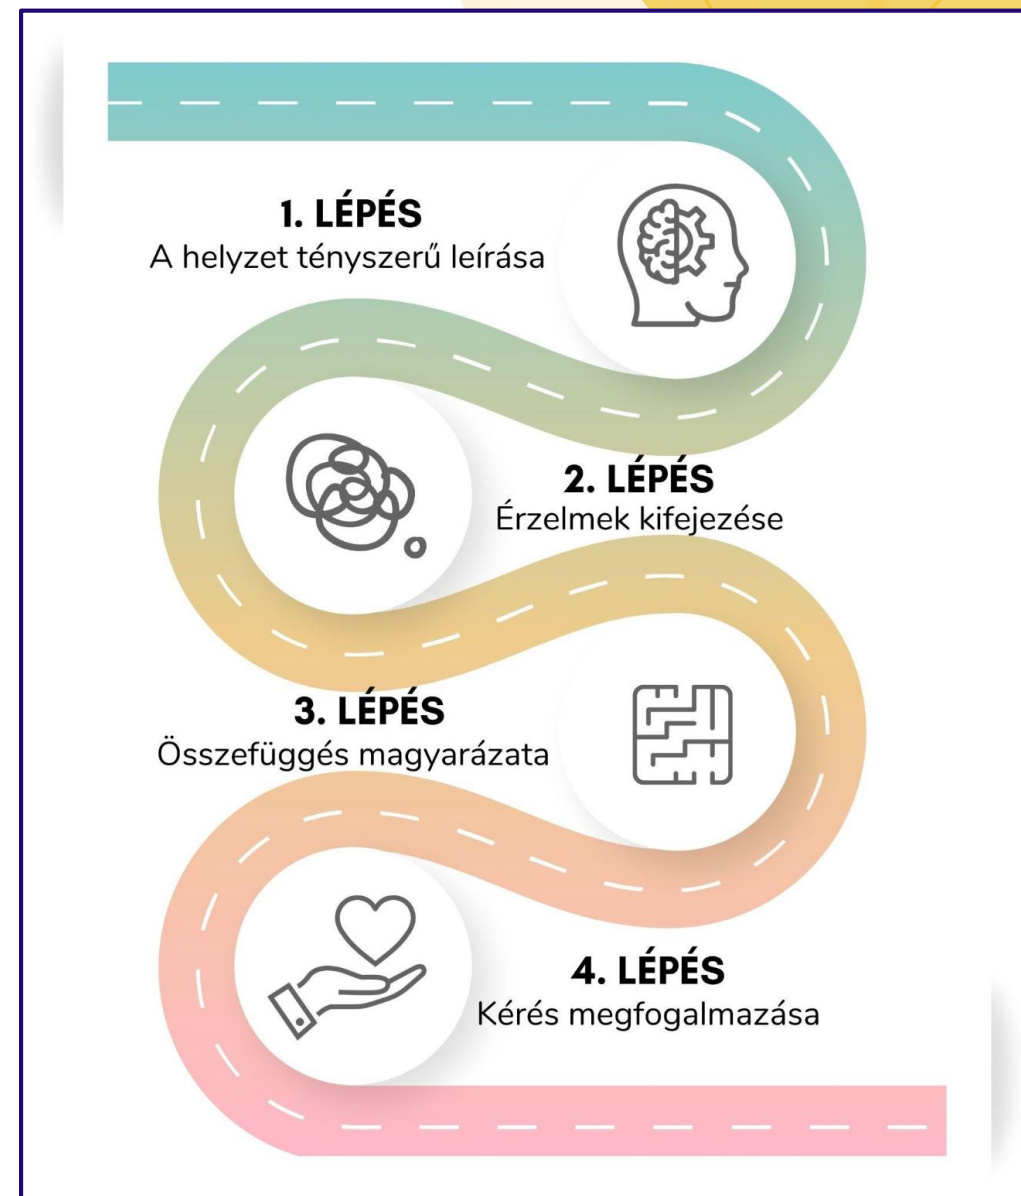 1. LÉPÉS
A helyzet tényszerű leírása
2. LÉPÉS
Érzelmek kifejezése
3. LÉPÉS
Összefüggés magyarázata
4. LÉPÉS
Kérés megfogalmazása